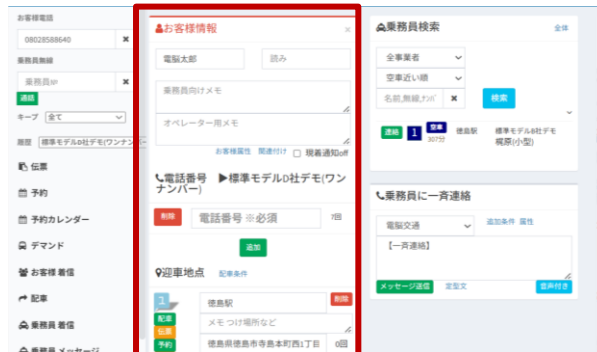 お客様電話
08028588640 ×
乗務員無線
乗務員
連絡
キープ 全て
履歴 標準モデルD社デモ(ワンナンバー
伝票
予約
予約カレンダー
デマンド
お客様 着信
配車
乗務員 着信
乗務員 メッセージ
お客様情報 ×
電脳太郎 読み
乗務員向けメモ
オペレーター用メモ
お客様属性 関連付け 現着通知off
電話番号 ▶標準モデルD社デモ(ワン
ナンバー)
削除 電話番号 ※必須 7回
追加
迎車地点 配車条件
1 徳島駅 削除
配車 メモ つけ場所など
伝票
予約 徳島県徳島市寺島本町西1丁目 0回
乗務員検索 全体
全事業者
空車近い順
名前,無線,ナンバ × 検索
連絡 1 空車 307分 徳島駅 標準モデルD社デモ
梶原(小型)
乗務員に一斉連絡
電脳交通 追加条件 属性
【一斉連絡】
メッセージ送信 定型文 音声付き